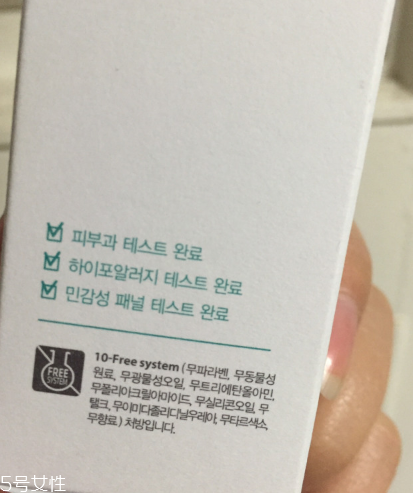 피부과 테스트 완료
하이포알러지 테스트 완료
민감성 패널 테스트 완료
FREE
SYSTEM
10-Free system (무파라벤, 무동물성
원료, 무광물성오일, 무트리에탄올아민,
무폴리아크릴아마이드, 무실리콘오일, 무
탤크, 무이미다졸리디닐우레아, 무타르색소,
무향료) 처방입니다.
5号女性